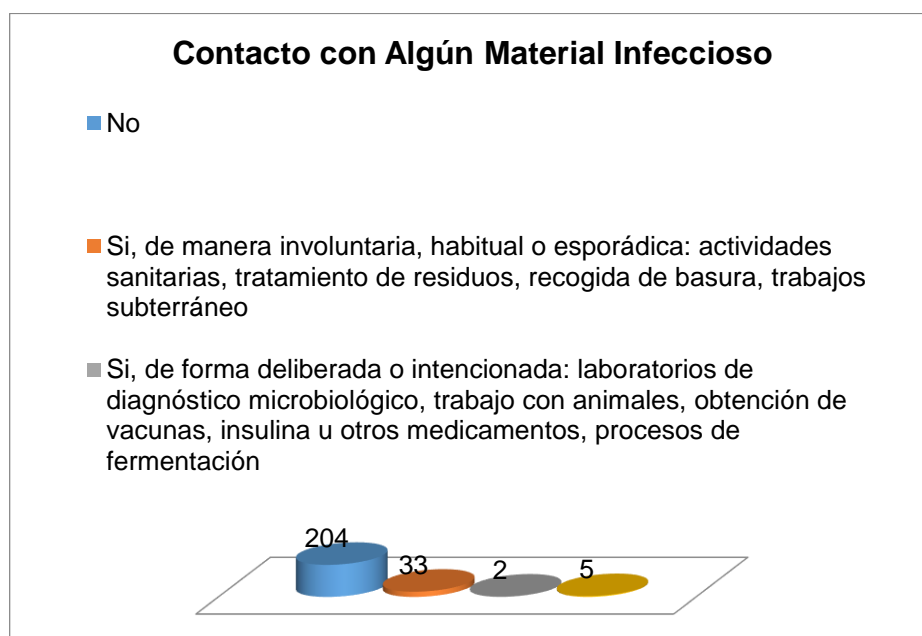 Contacto con Algún Material Infeccioso
No
Si, de manera involuntaria, habitual o esporádica: actividades
sanitarias, tratamiento de residuos, recogida de basura, trabajos
subterráneo
Si, de forma deliberada o intencionada: laboratorios de
diagnóstico microbiológico, trabajo con animales, obtención de
vacunas, insulina u otros medicamentos, procesos de
fermentación
204
33
2
5